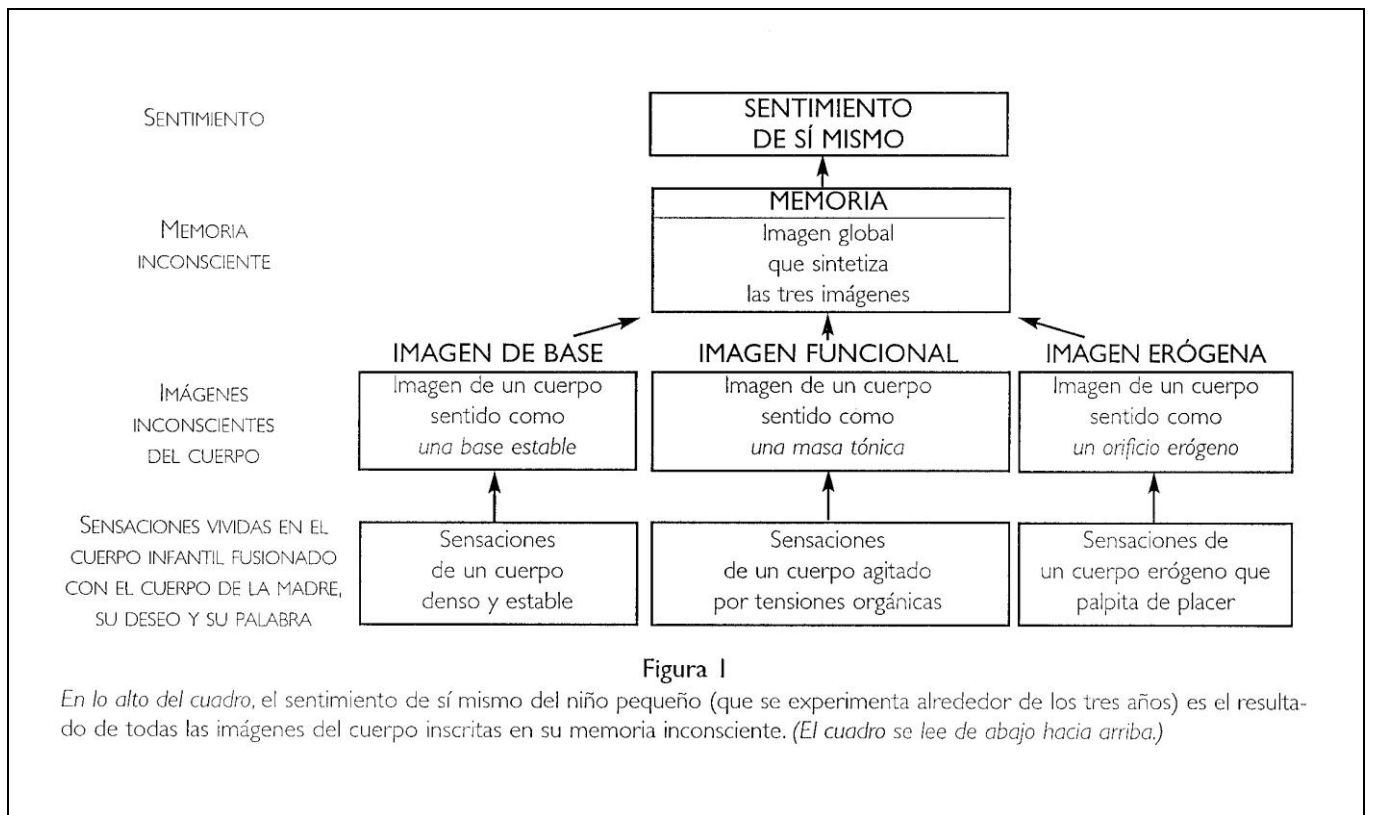 SENTIMIENTO
SENTIMIENTO
DE SÍ MISMO
MEMORIA
INCONSCIENTE
MEMORIA
Imagen global
que sintetiza
las tres imágenes
IMÁGENES
INCONSCIENTES
DEL CUERPO
IMAGEN DE BASE
Imagen de un cuerpo
sentido como
una base estable
IMAGEN FUNCIONAL
Imagen de un cuerpo
sentido como
una masa tónica
IMAGEN ERÓGENA
Imagen de un cuerpo
sentido como
un orificio erógeno
SENSACIONES VIVIDAS EN EL
CUERPO INFANTIL FUSIONADO
CON EL CUERPO DE LA MADRE,
SU DESEO Y SU PALABRA
Sensaciones
de un cuerpo
denso y estable
Sensaciones
de un cuerpo agitado
por tensiones orgánicas
Sensaciones de
un cuerpo erógeno que
palpita de placer
Figura 1
En lo alto del cuadro, el sentimiento de sí mismo del niño pequeño (que se experimenta alrededor de los tres años) es el resulta-
do de todas las imágenes del cuerpo inscritas en su memoria inconsciente. (El cuadro se lee de abajo hacia arriba.)